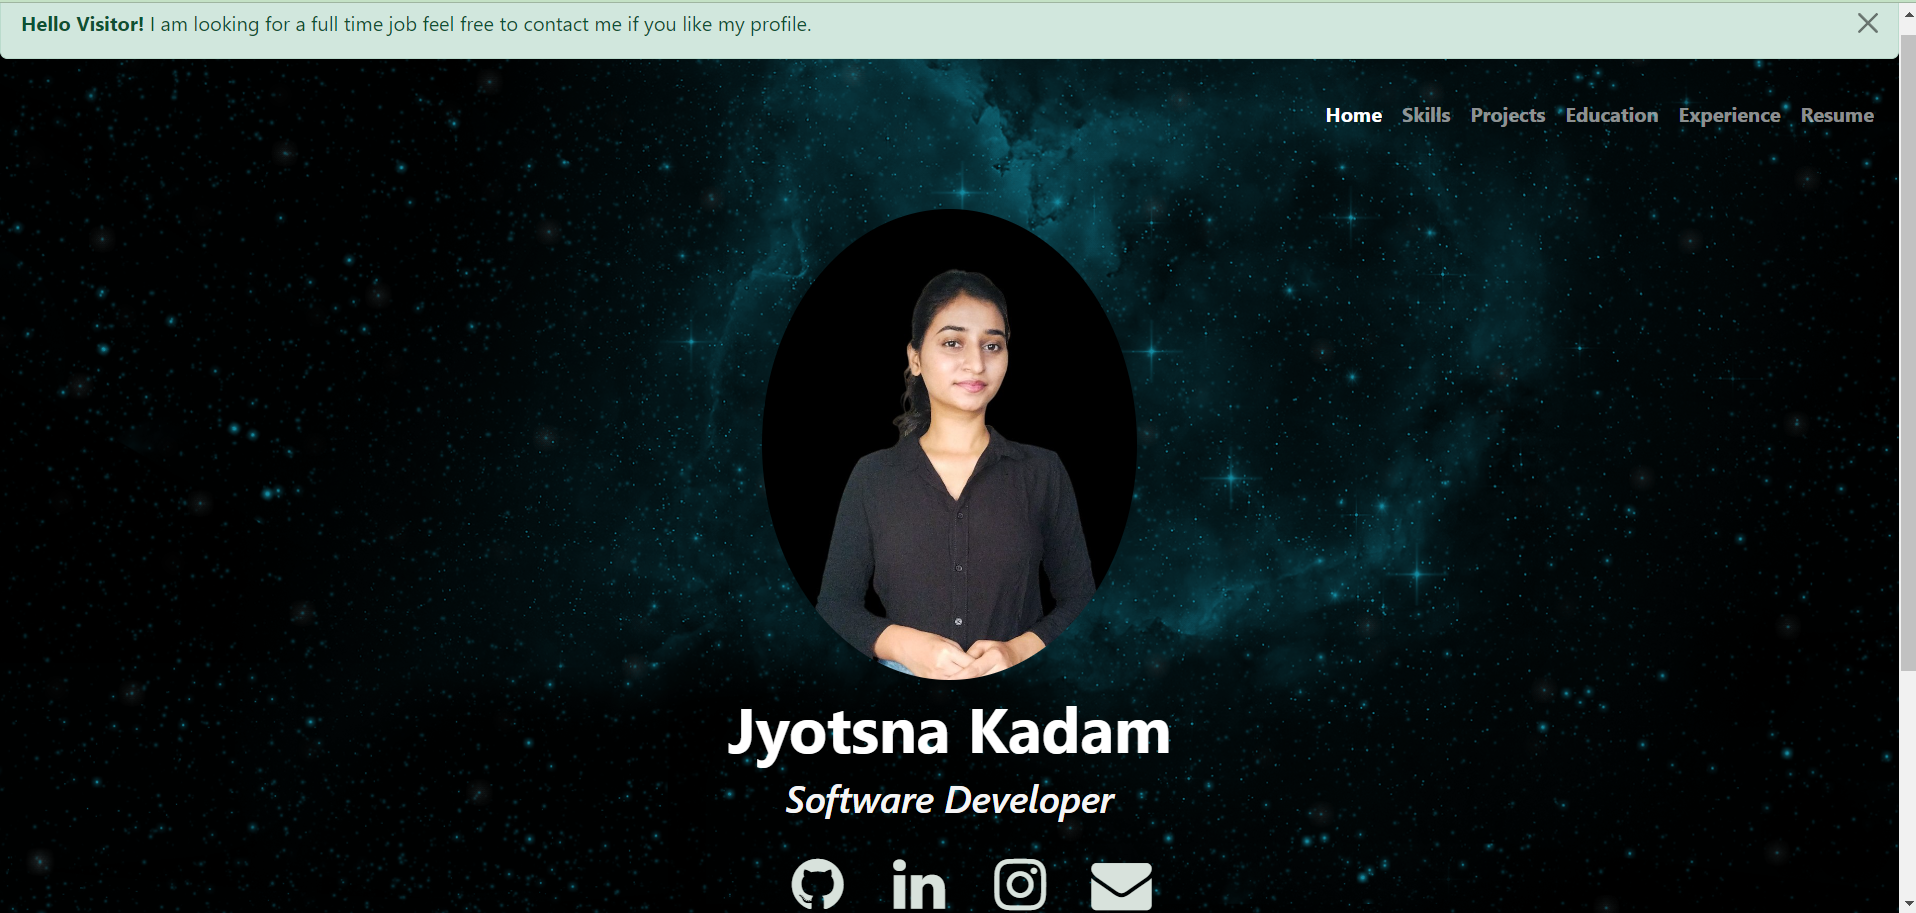 Hello Visitor! I am looking for a full time job feel free to contact me if you like my profile.
Home Skills Projects Education Experience Resume
Jyotsna Kadam
Software Developer